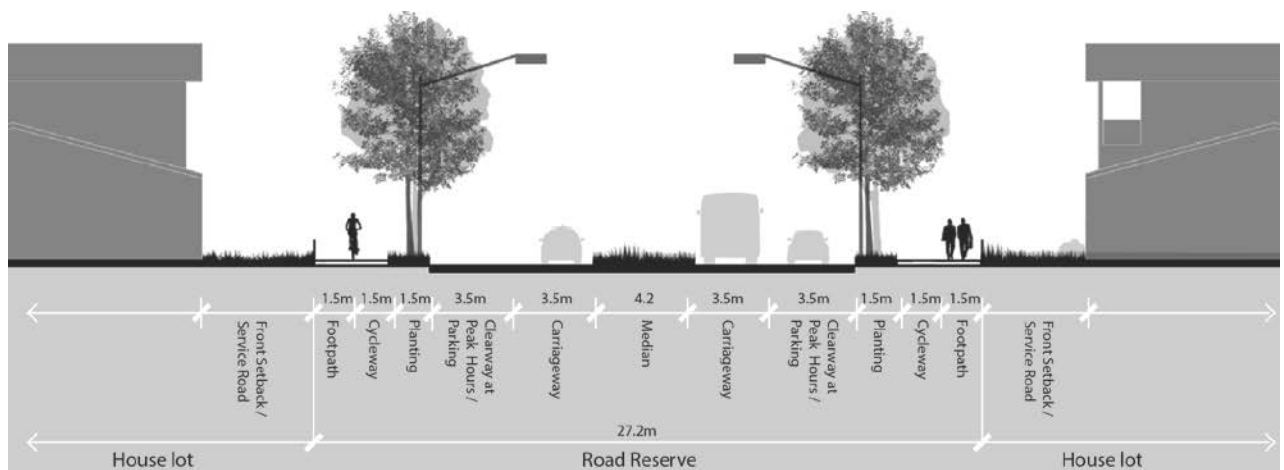 1.5m 1.5m 1.5m 3.5m 3.5m 4.2 3.5m 3.5m 1.5m 1.5m 1.5m
Front Setback /
Service Road
Footpath
Cycleway
Planting
Clearway at
Peak Hours /
Parking
Carriageway
Median
Carriageway
Clearway at
Peak Hours /
Parking
Planting
Cycleway
Footpath
Front Setback /
Service Road
27.2m
House lot
Road Reserve
House lot